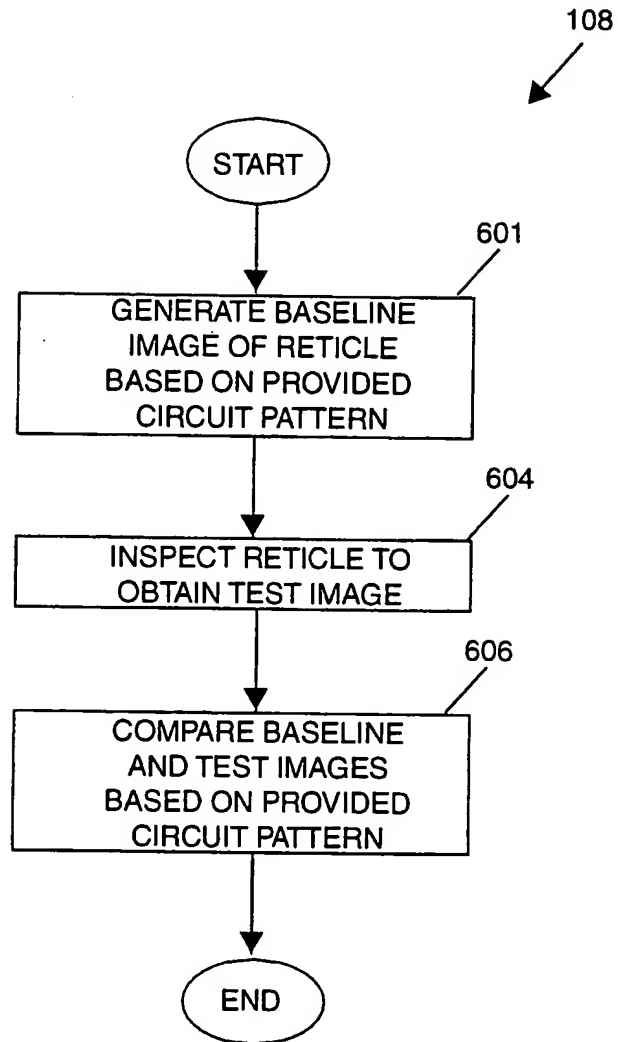 108
START
601
GENERATE BASELINE
IMAGE OF RETICLE
BASED ON PROVIDED
CIRCUIT PATTERN
604
INSPECT RETICLE TO
OBTAIN TEST IMAGE
606
COMPARE BASELINE
AND TEST IMAGES
BASED ON PROVIDED
CIRCUIT PATTERN
END